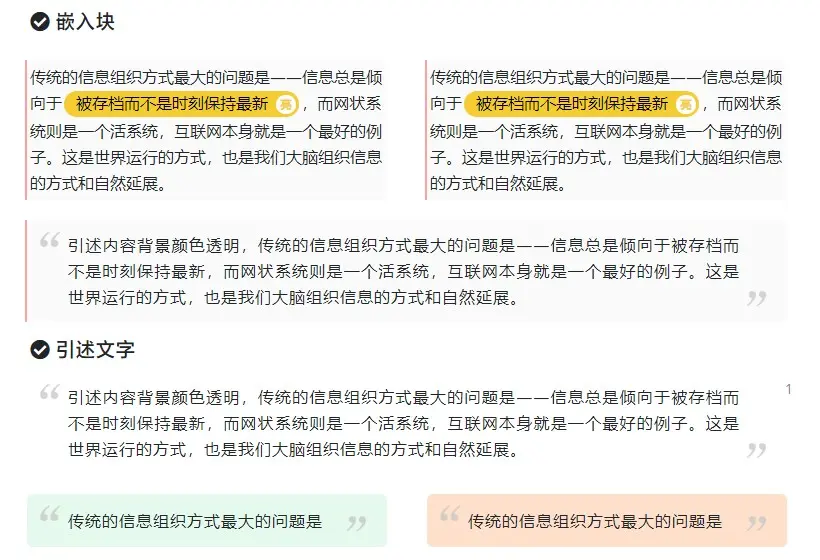 嵌入块
传统的信息组织方式最大的问题是——信息总是倾
向于 被存档而不是时刻保持最新 亮 ，而网状系
统则是一个活系统，互联网本身就是一个最好的例
子。这是世界运行的方式，也是我们大脑组织信息
的方式和自然延展。
传统的信息组织方式最大的问题是——信息总是倾
向于 被存档而不是时刻保持最新 亮 ，而网状系
统则是一个活系统，互联网本身就是一个最好的例
子。这是世界运行的方式，也是我们大脑组织信息
的方式和自然延展。
“ 引述内容背景颜色透明，传统的信息组织方式最大的问题是——信息总是倾向于被存档而
不是时刻保持最新，而网状系统则是一个活系统，互联网本身就是一个最好的例子。这是
世界运行的方式，也是我们大脑组织信息的方式和自然延展。 ”
引述文字
“ 引述内容背景颜色透明，传统的信息组织方式最大的问题是——信息总是倾向于被存档而
不是时刻保持最新，而网状系统则是一个活系统，互联网本身就是一个最好的例子。这是
世界运行的方式，也是我们大脑组织信息的方式和自然延展。 ”
1
“ 传统的信息组织方式最大的问题是 ”
“ 传统的信息组织方式最大的问题是 ”